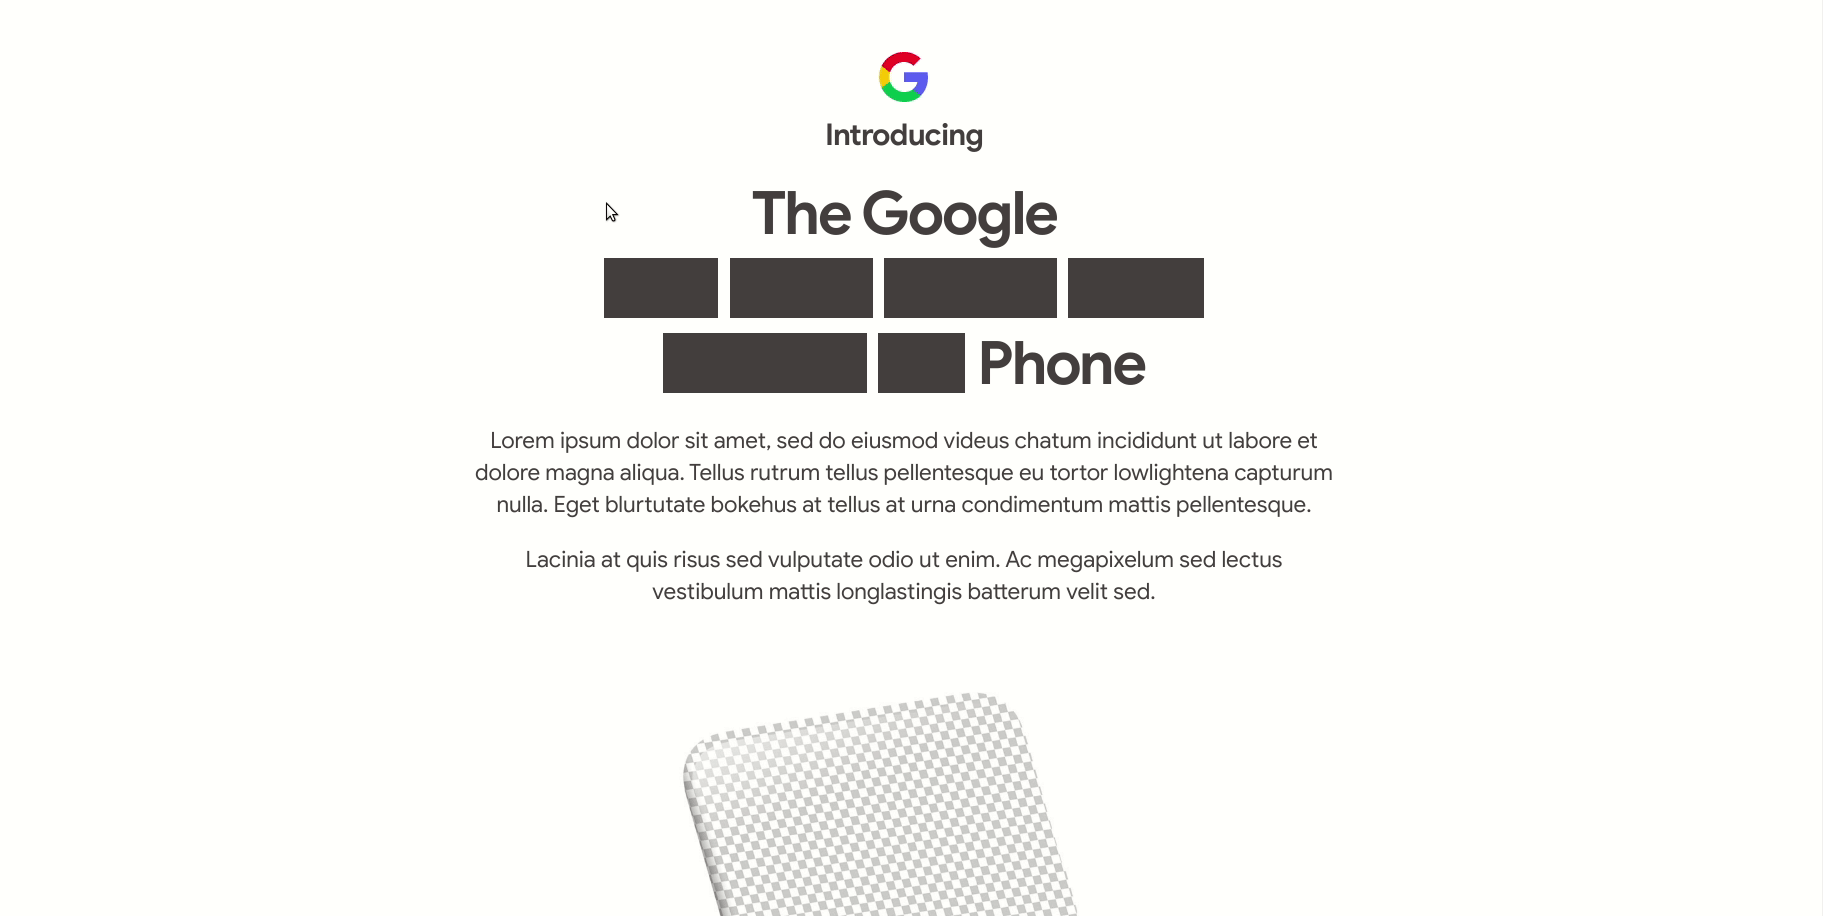 Introducing
The Google
Phone
Lorem ipsum dolor sit amet, sed do eiusmod videus chatum incididunt ut labore et
dolore magna aliqua. Tellus rutrum tellus pellentesque eu tortor lowlightena capturum
nulla. Eget blurtutate bokehus at tellus at urna condimentum mattis pellentesque.
Lacinia at quis risus sed vulputate odio ut enim. Ac megapixelum sed lectus
vestibulum mattis longlastingis batterum velit sed.